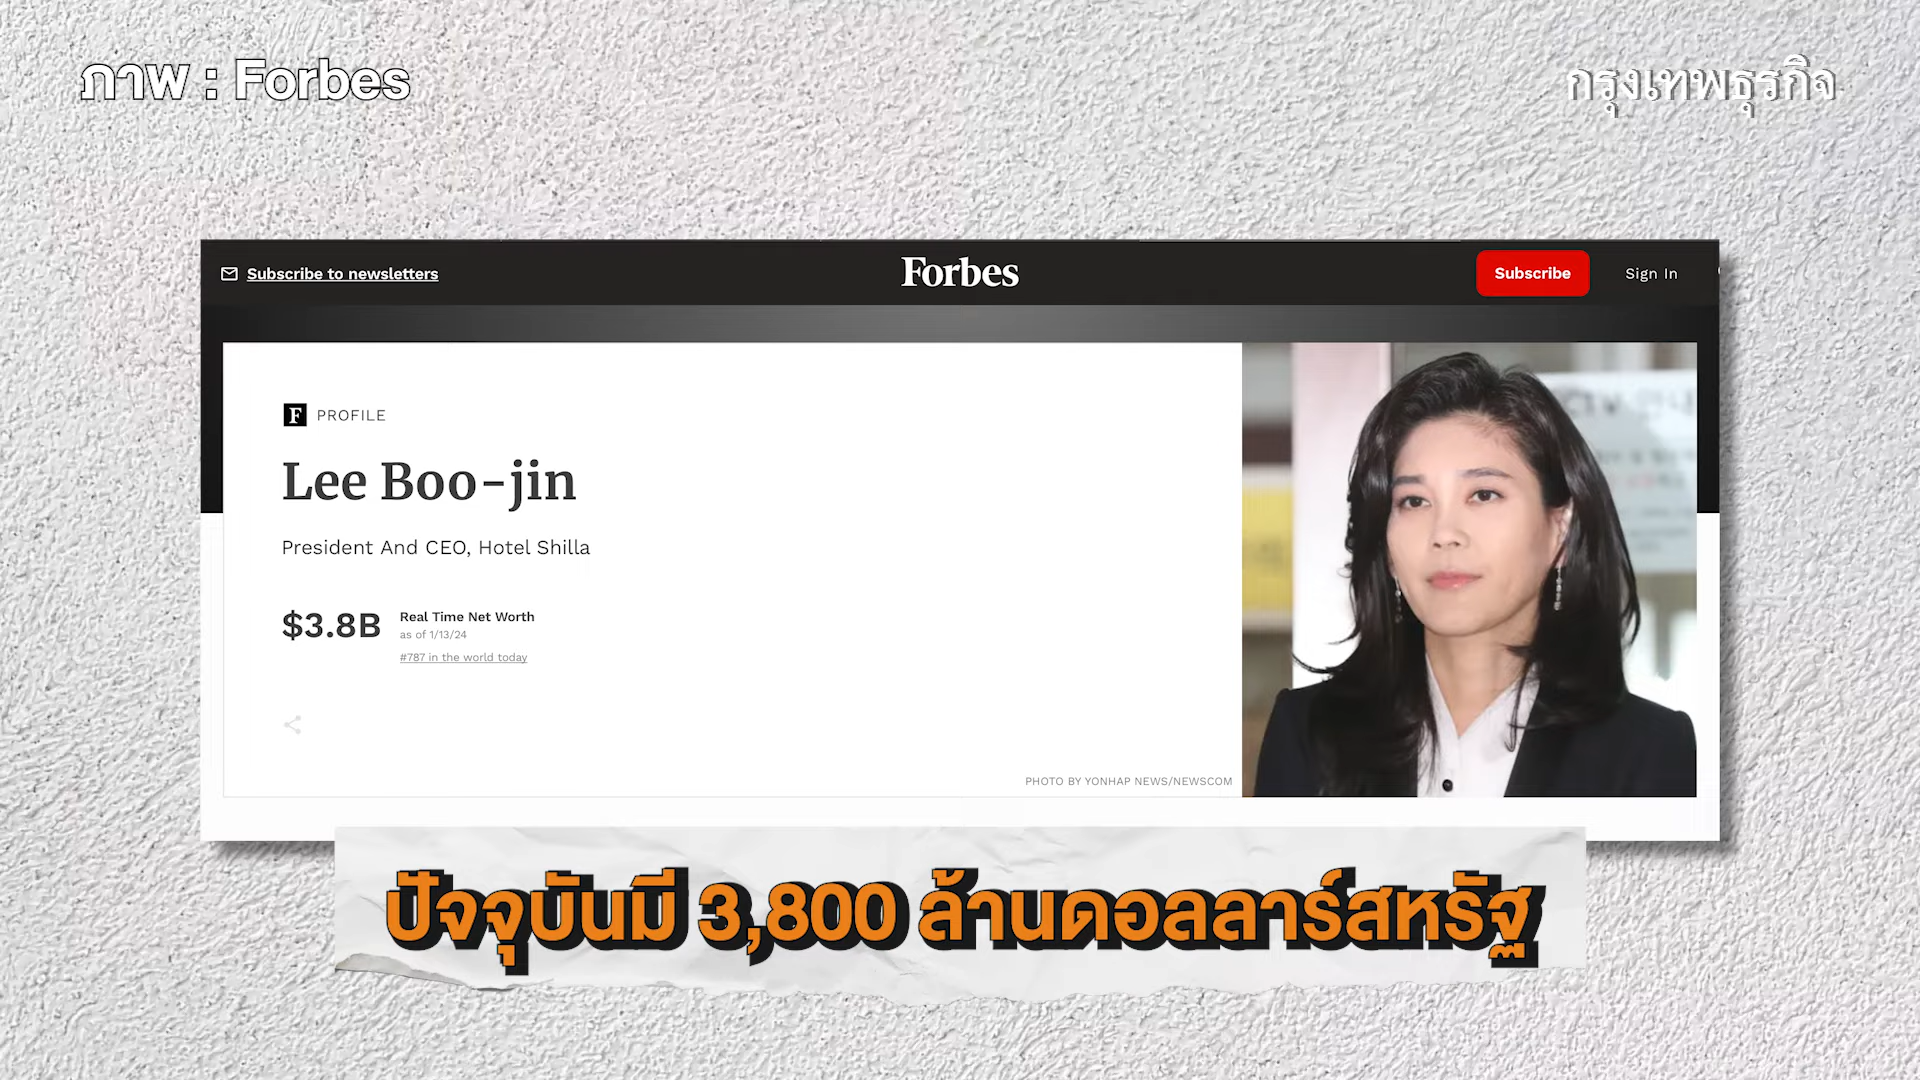 ภาพ : Forbes
กรุงเทพธุรกิจ
Subscribe to newsletters
Forbes
Subscribe
Sign In
F PROFILE
Lee Boo-jin
President And CEO, Hotel Shilla
$3.8B
Real Time Net Worth
as of 1/13/24
#787 in the world today
PHOTO BY YONHAP NEWS/NEWSCOM
ปัจจุบันมี 3,800 ล้านดอลลาร์สหรัฐ